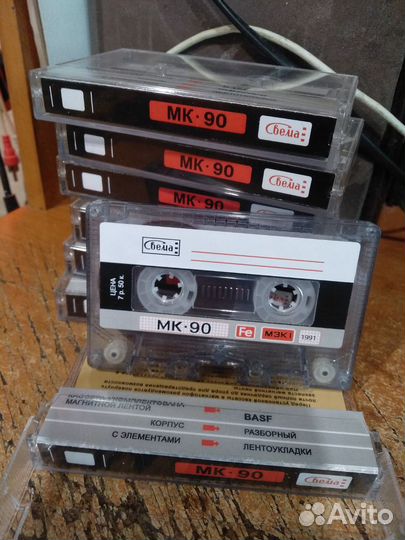 МК·90
Свема
МК·90
Свема
МК·90
Свема
Свема
ЦЕНА
7 р. 50 к.
МК·90
Fe
МЭК I
1991
МАГНИТНОЙ ЛЕНТОЙ
BASF
КОРПУС
РАЗБОРНЫЙ
С ЭЛЕМЕНТАМИ
ЛЕНТОУКЛАДКИ
МК·90
Свема
Avito